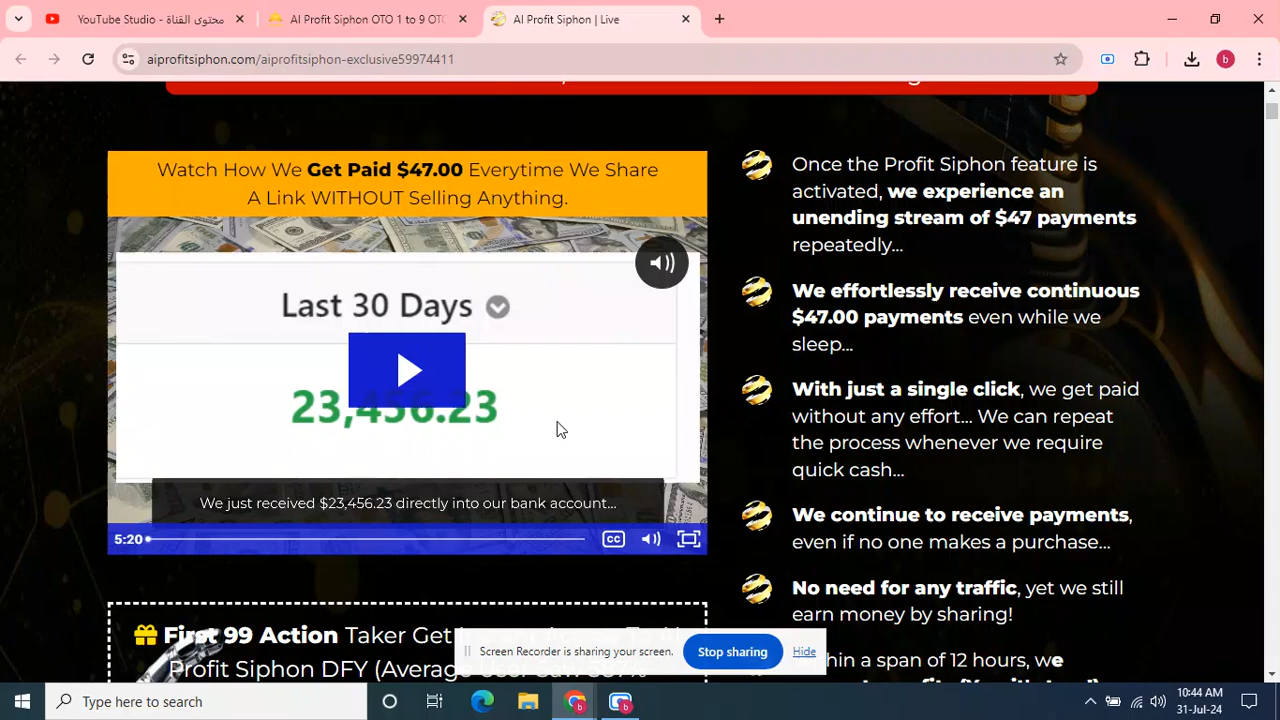 YouTube Studio - محتوى القناة
AI Profit Siphon OTO 1 to 9 OTO
AI Profit Siphon | Live
aiprofitsiphon.com/aiprofitsiphon-exclusive59974411
b
Watch How We Get Paid $47.00 Everytime We Share
A Link WITHOUT Selling Anything.
Last 30 Days
23,456.23
We just received $23,456.23 directly into our bank account...
5:20
CC
First 99 Action Taker Get
Profit Siphon DFY (Average User Saw
Once the Profit Siphon feature is
activated, we experience an
unending stream of $47 payments
repeatedly...
We effortlessly receive continuous
$47.00 payments even while we
sleep...
With just a single click, we get paid
without any effort... We can repeat
the process whenever we require
quick cash...
We continue to receive payments,
even if no one makes a purchase...
No need for any traffic, yet we still
earn money by sharing!
a span of 12 hours, we
Screen Recorder is sharing your screen.
Stop sharing
Hide
Type here to search
b
10:44 AM
31-Jul-24